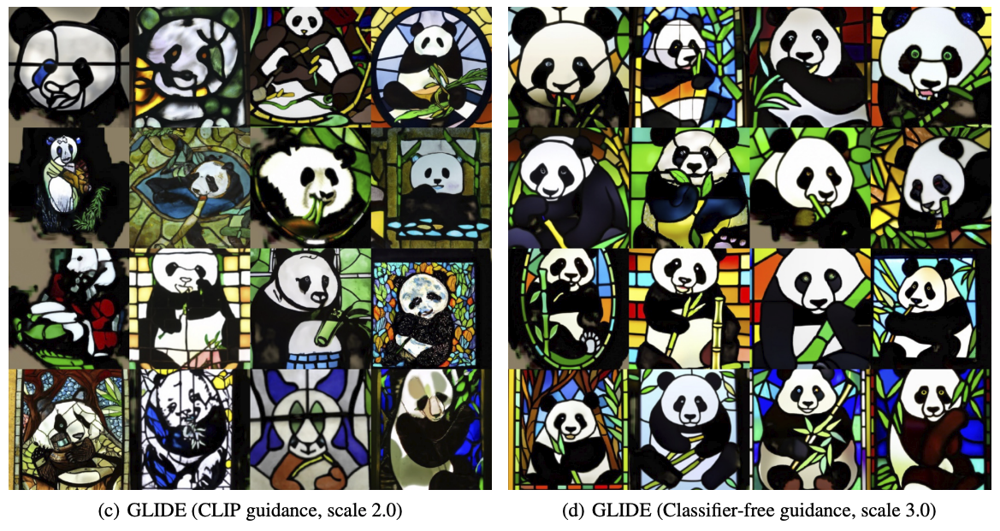 (c) GLIDE (CLIP guidance, scale 2.0)
(d) GLIDE (Classifier-free guidance, scale 3.0)